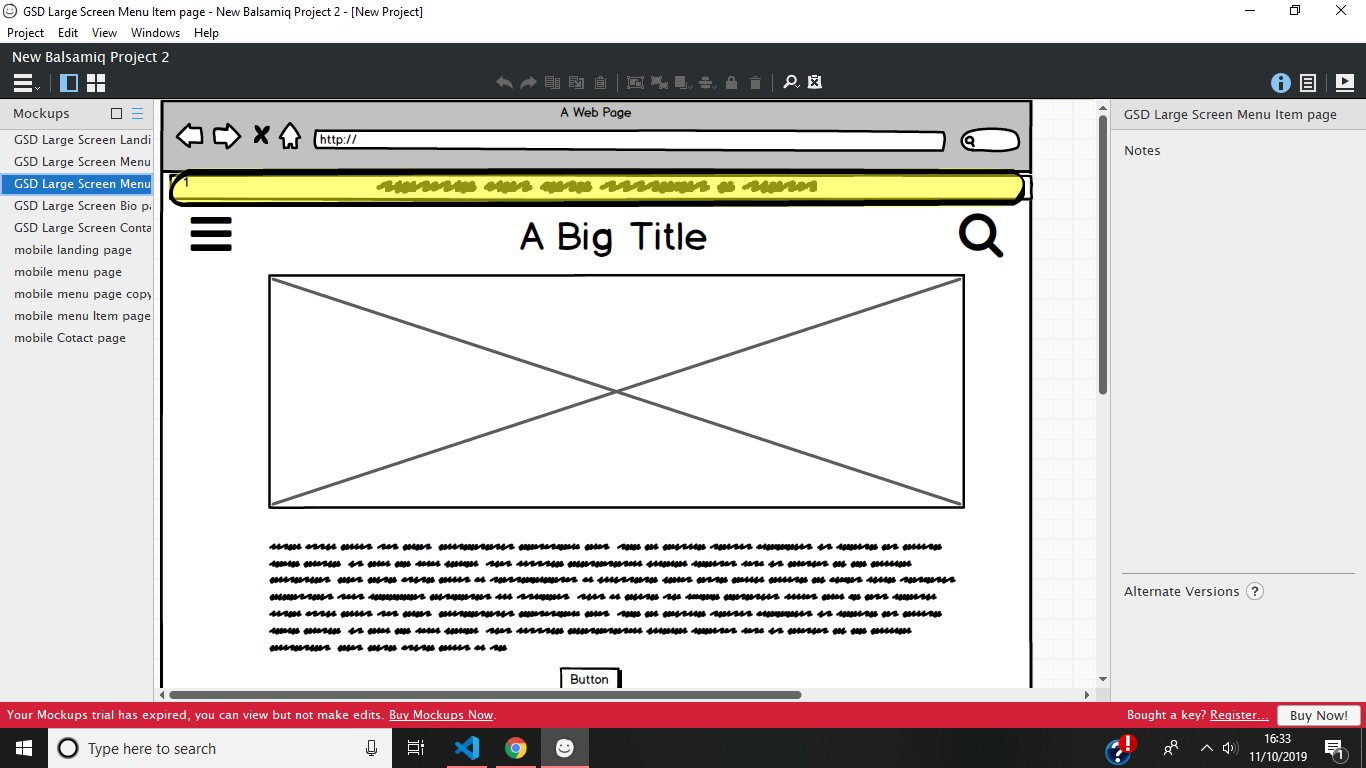 GSD Large Screen Menu Item page - New Balsamiq Project 2 - [New Project]
Project Edit View Windows Help
New Balsamiq Project 2
Mockups
GSD Large Screen Landi
GSD Large Screen Menu
GSD Large Screen Menu
GSD Large Screen Bio pa
GSD Large Screen Conta
mobile landing page
mobile menu page
mobile menu page copy
mobile menu Item page
mobile Cotact page
A Web Page
http://
1
A Big Title
Button
GSD Large Screen Menu Item page
Notes
Alternate Versions ?
Your Mockups trial has expired, you can view but not make edits. Buy Mockups Now.
Bought a key? Register... Buy Now!
Type here to search
16:33
11/10/2019
1